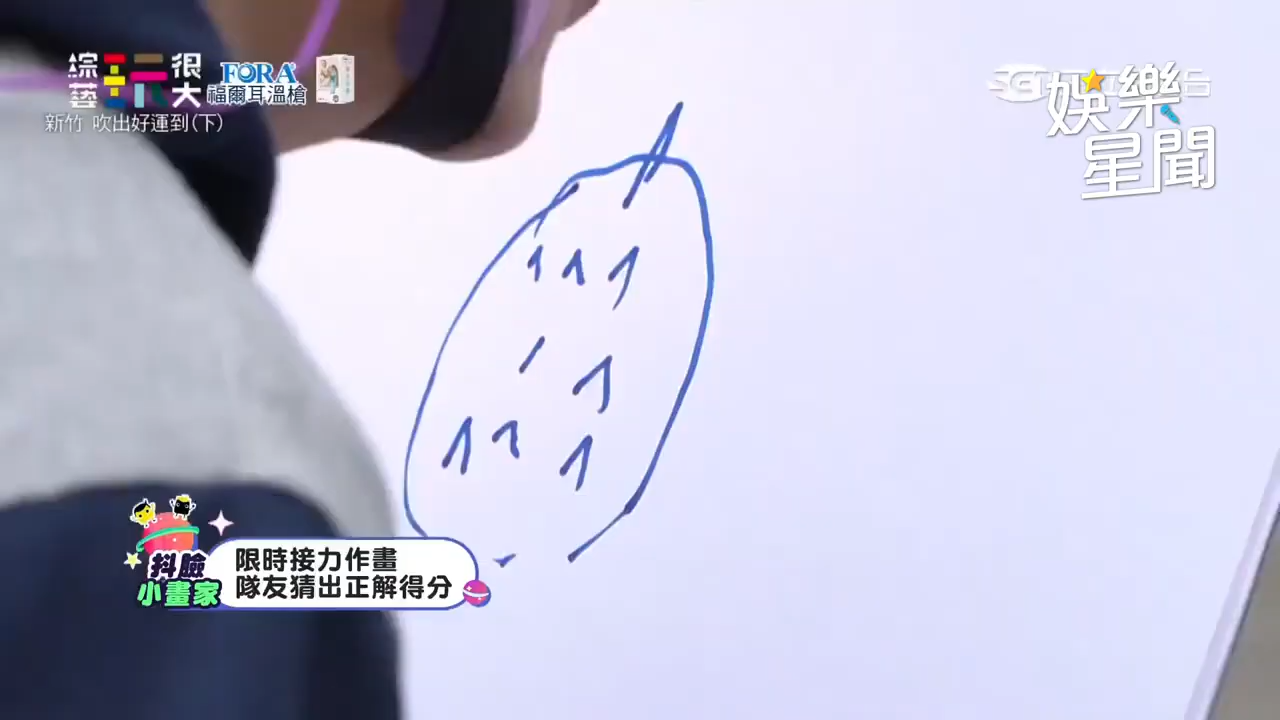 綜藝玩很大
FORA
福爾耳溫槍
新竹 吹出好運到(下)
娛樂
星聞
抖臉
小畫家
限時接力作畫
隊友猜出正解得分